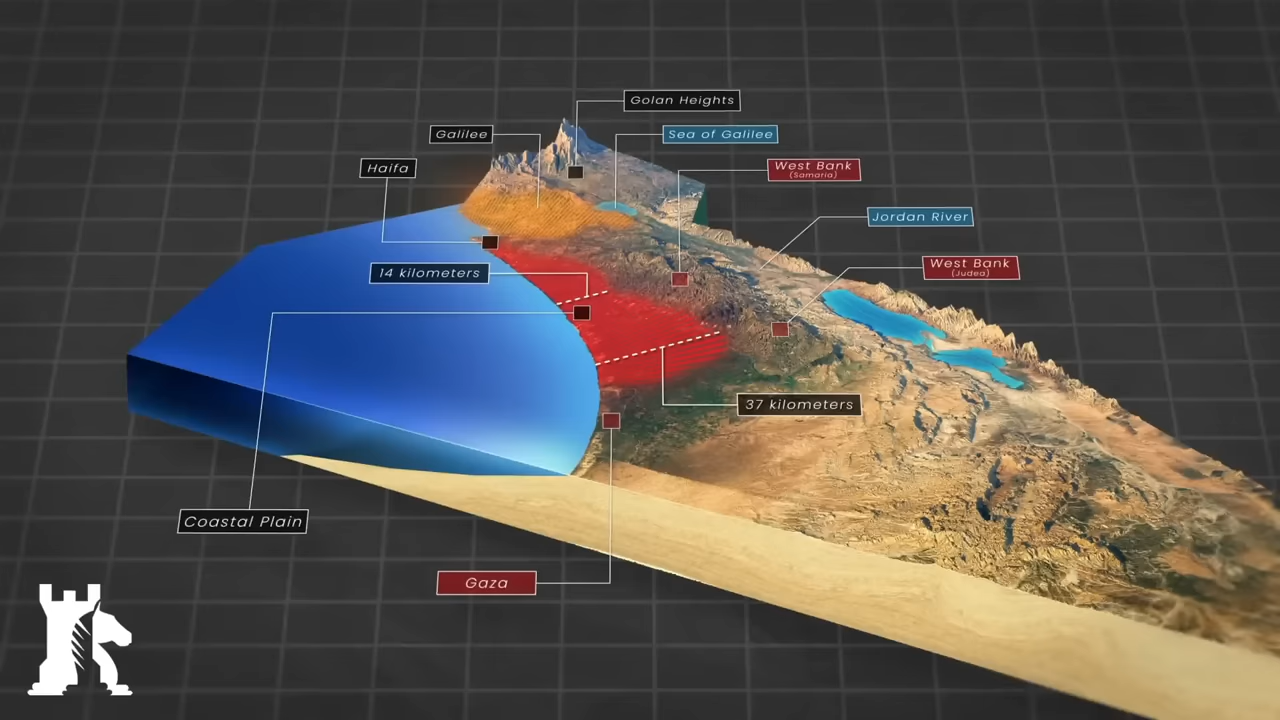 Golan Heights
Galilee
Sea of Galilee
Haifa
West Bank
(Samaria)
Jordan River
West Bank
(Judea)
14 kilometers
37 kilometers
Coastal Plain
Gaza